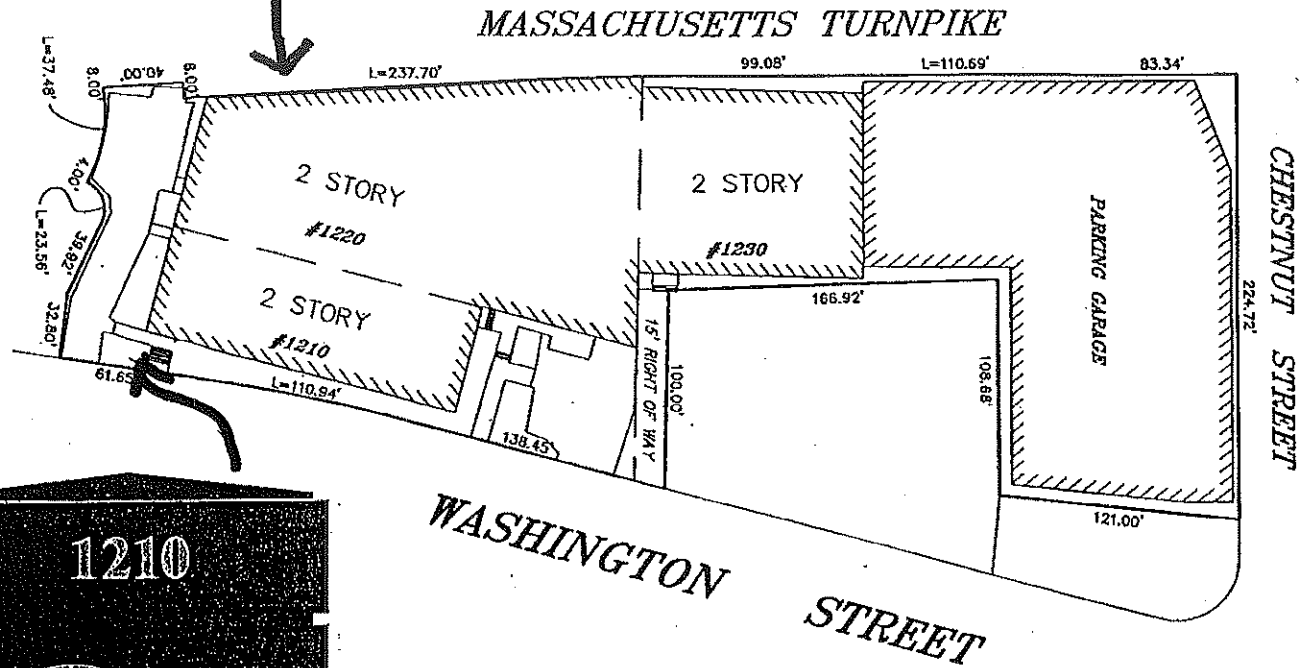 MASSACHUSETTS TURNPIKE
L=37.48'
8.00'
40.00'
8.00'
L=237.70'
99.08'
L=110.69'
83.34'
4.00'
L=23.56'
39.92'
32.80'
2 STORY
#1220
2 STORY
#1210
2 STORY
#1230
PARKING GARAGE
CHESTNUT STREET
224.72'
166.92'
15' RIGHT OF WAY
100.00'
108.68'
61.65
L=110.94'
138.45'
121.00'
WASHINGTON STREET
1210